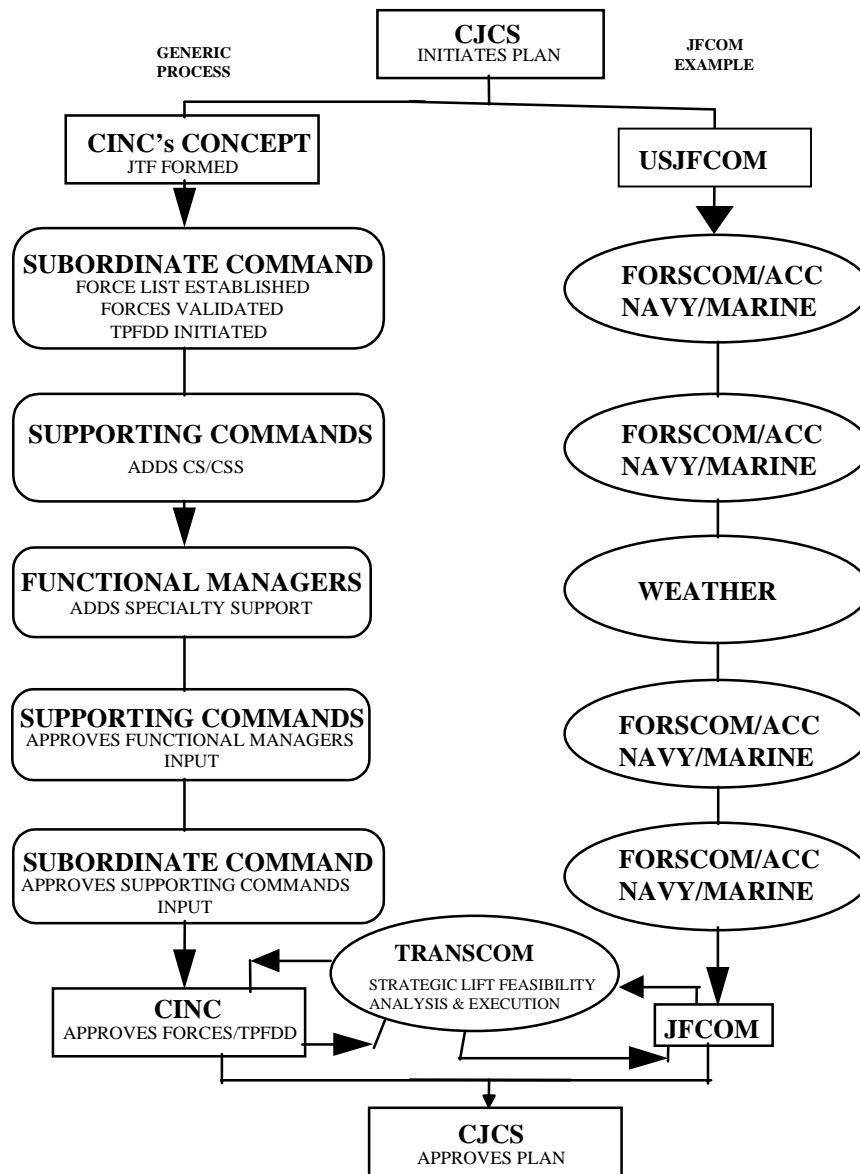 CJCS
INITIATES PLAN
GENERIC
PROCESS
JFCOM
EXAMPLE
CINC's CONCEPT
JTF FORMED
USJFCOM
SUBORDINATE COMMAND
FORCE LIST ESTABLISHED
FORCES VALIDATED
TPFDD INITIATED
FORSCOM/ACC
NAVY/MARINE
SUPPORTING COMMANDS
ADDS CS/CSS
FORSCOM/ACC
NAVY/MARINE
FUNCTIONAL MANAGERS
ADDS SPECIALTY SUPPORT
WEATHER
SUPPORTING COMMANDS
APPROVES FUNCTIONAL MANAGERS
INPUT
FORSCOM/ACC
NAVY/MARINE
SUBORDINATE COMMAND
APPROVES SUPPORTING COMMANDS
INPUT
FORSCOM/ACC
NAVY/MARINE
TRANSCOM
STRATEGIC LIFT FEASIBILITY
ANALYSIS & EXECUTION
CINC
APPROVES FORCES/TPFDD
JFCOM
CJCS
APPROVES PLAN